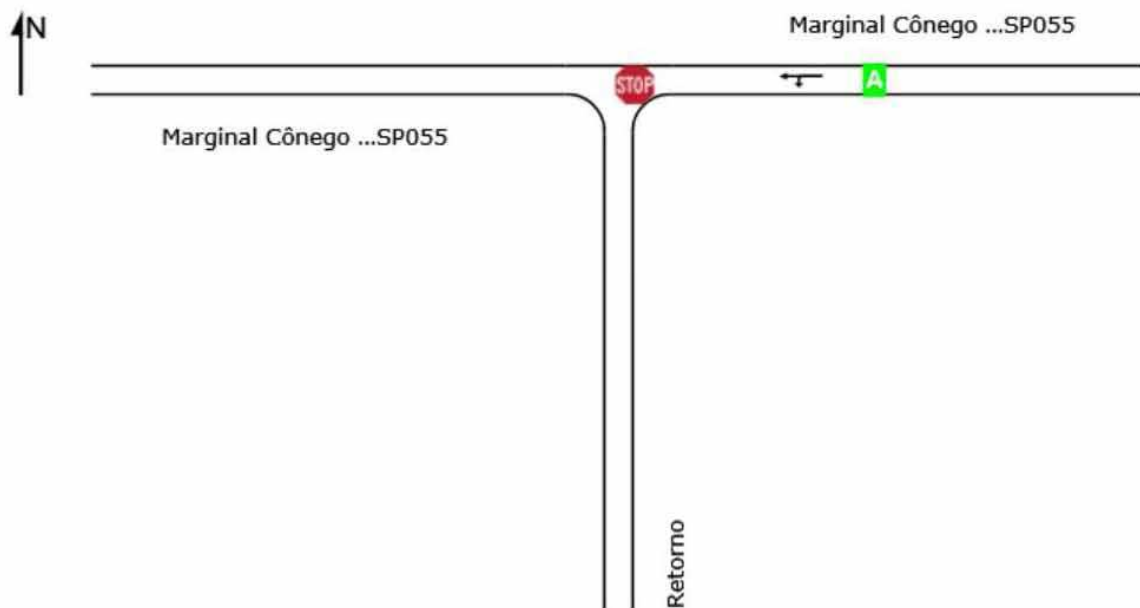 N
Marginal Cônego ...SP055
STOP
A
Marginal Cônego ...SP055
Retorno